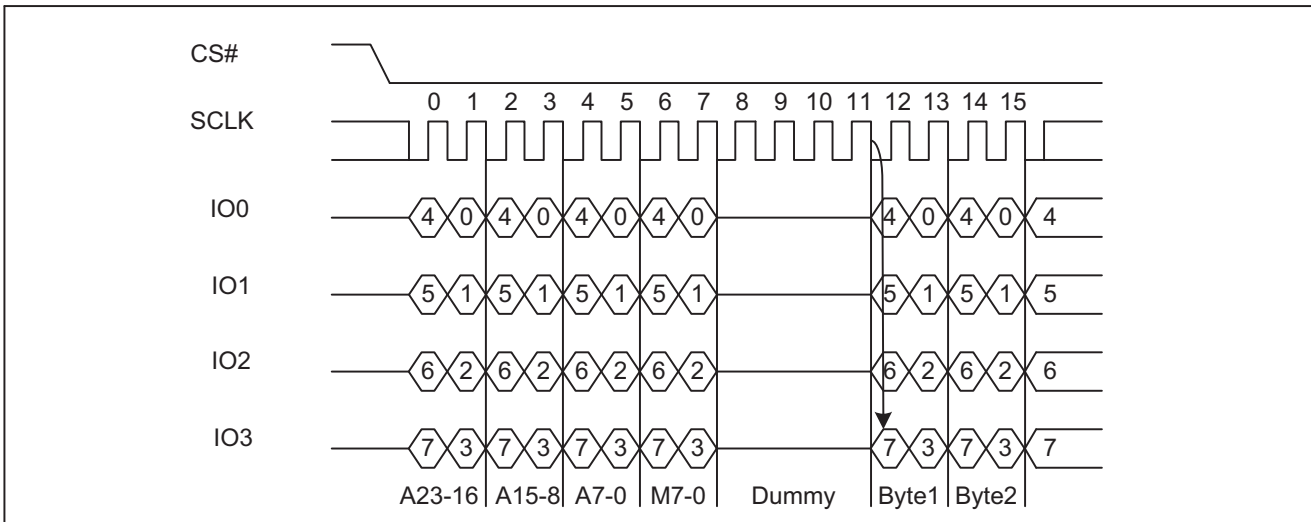 CS#
0 1 2 3 4 5 6 7 8 9 10 11 12 13 14 15
SCLK
IO0 4 0 4 0 4 0 4 0 4 0 4 0 4
IO1 5 1 5 1 5 1 5 1 5 1 5 1 5
IO2 6 2 6 2 6 2 6 2 6 2 6 2 6
IO3 7 3 7 3 7 3 7 3 7 3 7 3 7
A23-16 A15-8 A7-0 M7-0 Dummy Byte1 Byte2